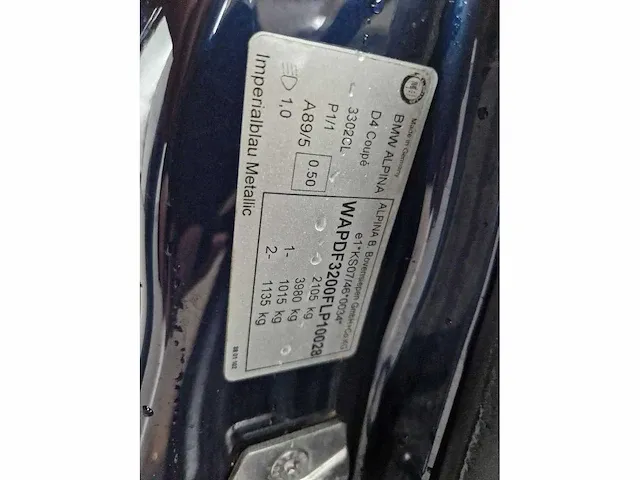 ALPINA B. Bovensiepen GmbH+Co.KG
e1*KS07/46*0034*
WAPDF3200FLP10028
2105 kg
3980 kg
1- 1015 kg
2- 1135 kg
Made in Germany
BMW ALPINA
D4 Coupé
3302CL
P1/1
A89/5 0.50
1,0
Imperialblau Metallic